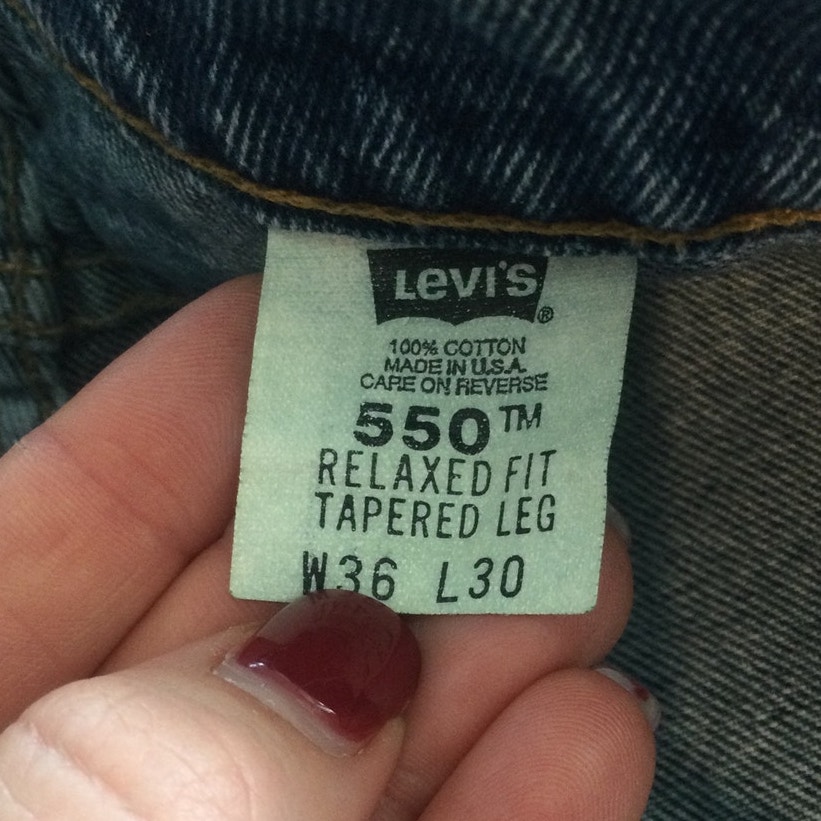 LEVI'S ®
100% COTTON
MADE IN U.S.A.
CARE ON REVERSE
550™
RELAXED FIT
TAPERED LEG
W36 L30